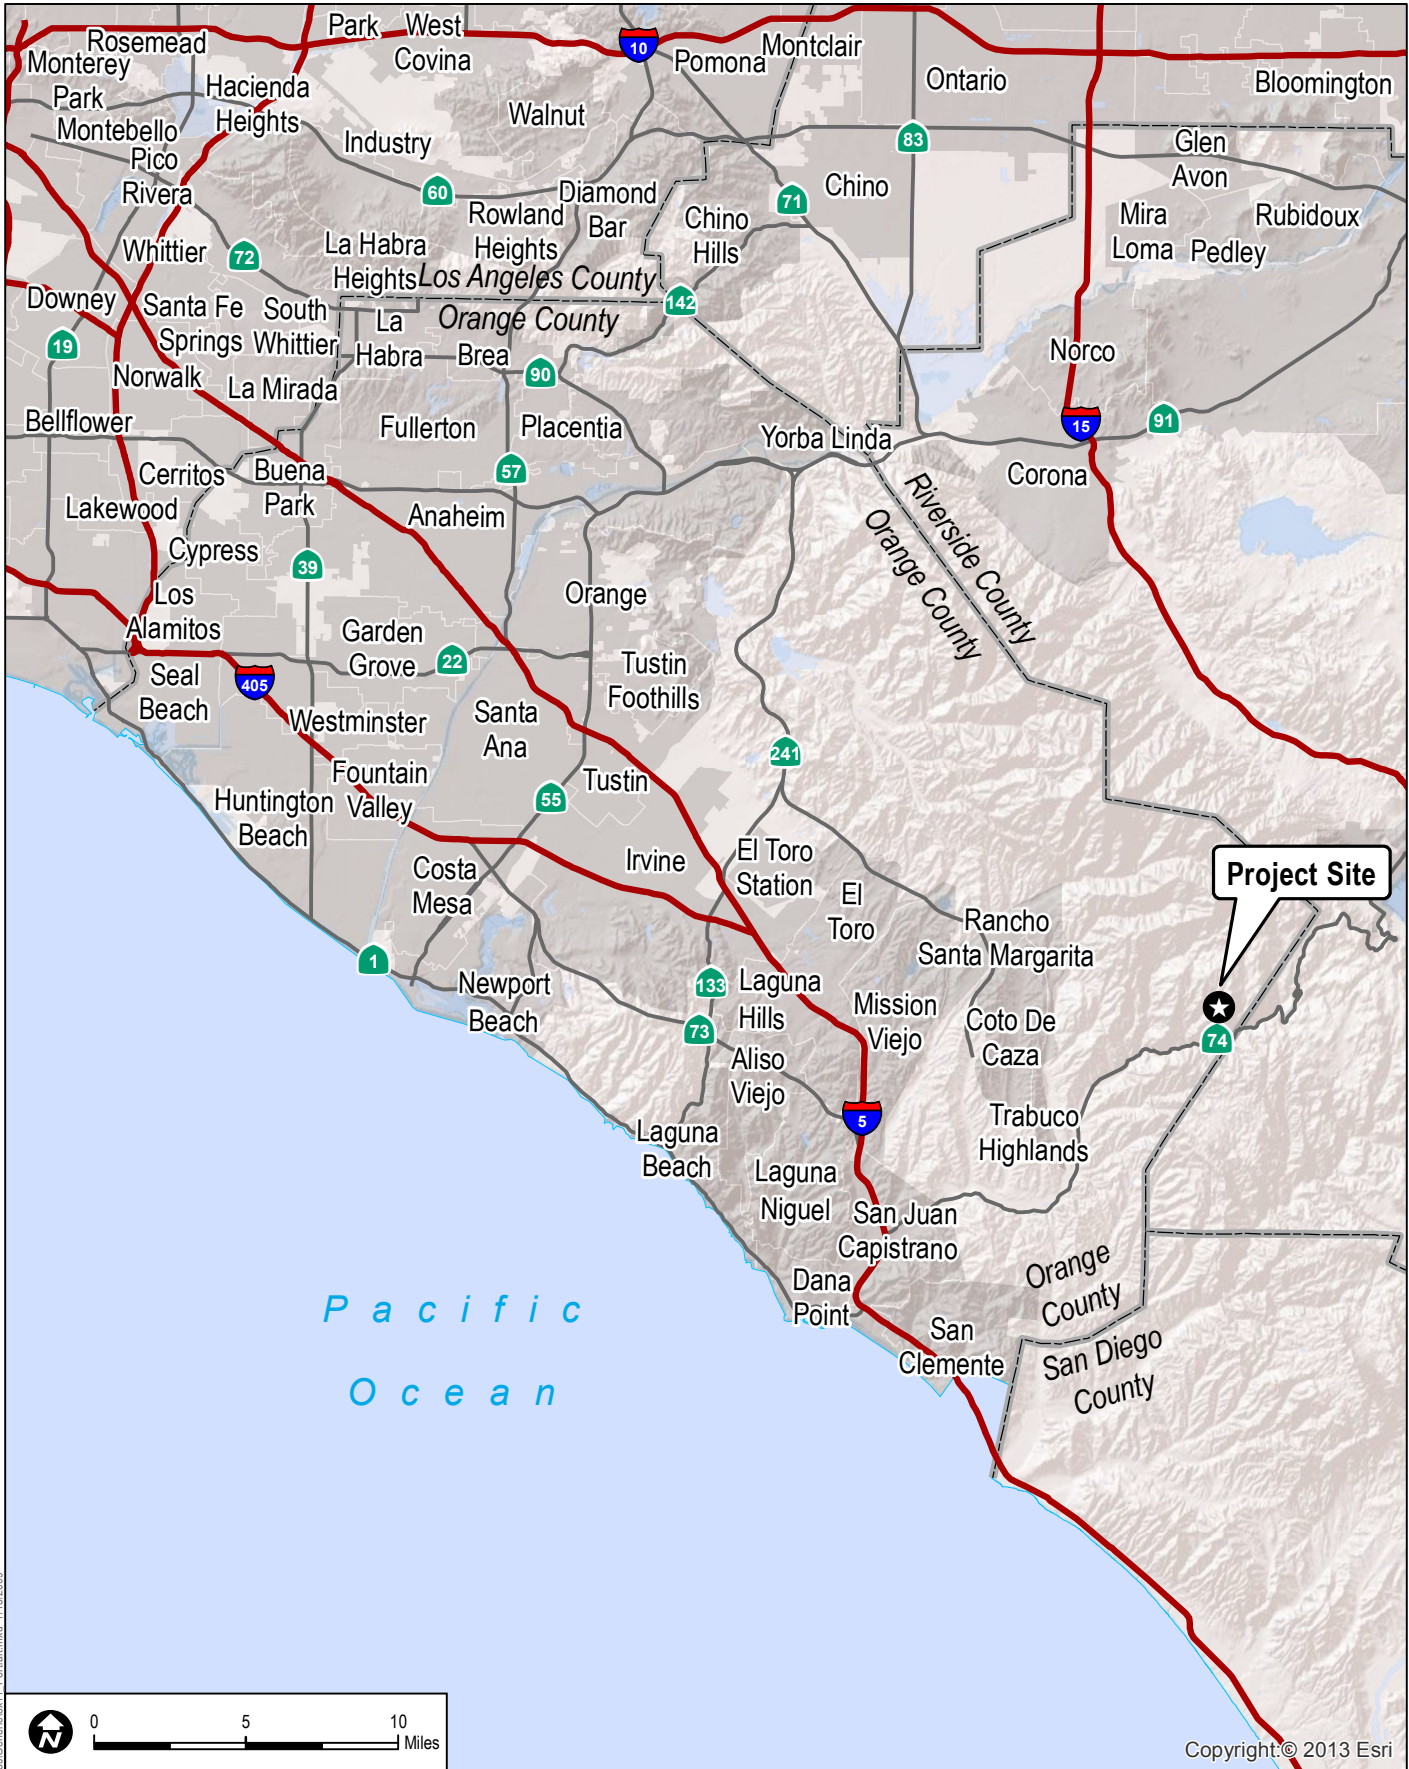 Park West
Covina
Rosemead
Monterey
Park
10
Pomona
Montclair
Ontario
Bloomington
Hacienda
Heights
Walnut
Montebello
Industry
83
Glen
Avon
Pico
Rivera
60
Diamond
Bar
71
Chino
Rowland
Heights
Chino
Hills
Mira
Loma
Rubidoux
Pedley
Whittier
72
La Habra
Heights
Los Angeles County
Orange County
142
Downey
Santa Fe
Springs
South
Whittier
La
Habra
Brea
19
90
Norco
Norwalk
La Mirada
Bellflower
Fullerton
Placentia
15
91
Yorba Linda
Cerritos
Buena
Park
57
Corona
Lakewood
Anaheim
Riverside County
Orange County
Cypress
39
Los
Alamitos
Orange
Garden
Grove
22
Tustin
Foothills
Seal
Beach
405
Westminster
Santa
Ana
241
Fountain
Valley
Tustin
Huntington
Beach
55
Costa
Mesa
Irvine
El Toro
Station
El
Toro
Project Site
Rancho
Santa Margarita
1
Newport
Beach
133
Laguna
Hills
Mission
Viejo
73
Coto De
Caza
74
Aliso
Viejo
5
Trabuco
Highlands
Laguna
Beach
Laguna
Niguel
San Juan
Capistrano
Dana
Point
Orange
County
San
Clemente
San Diego
County
Pacific
Ocean
N
0 5 10
Miles
Copyright:© 2013 Esri